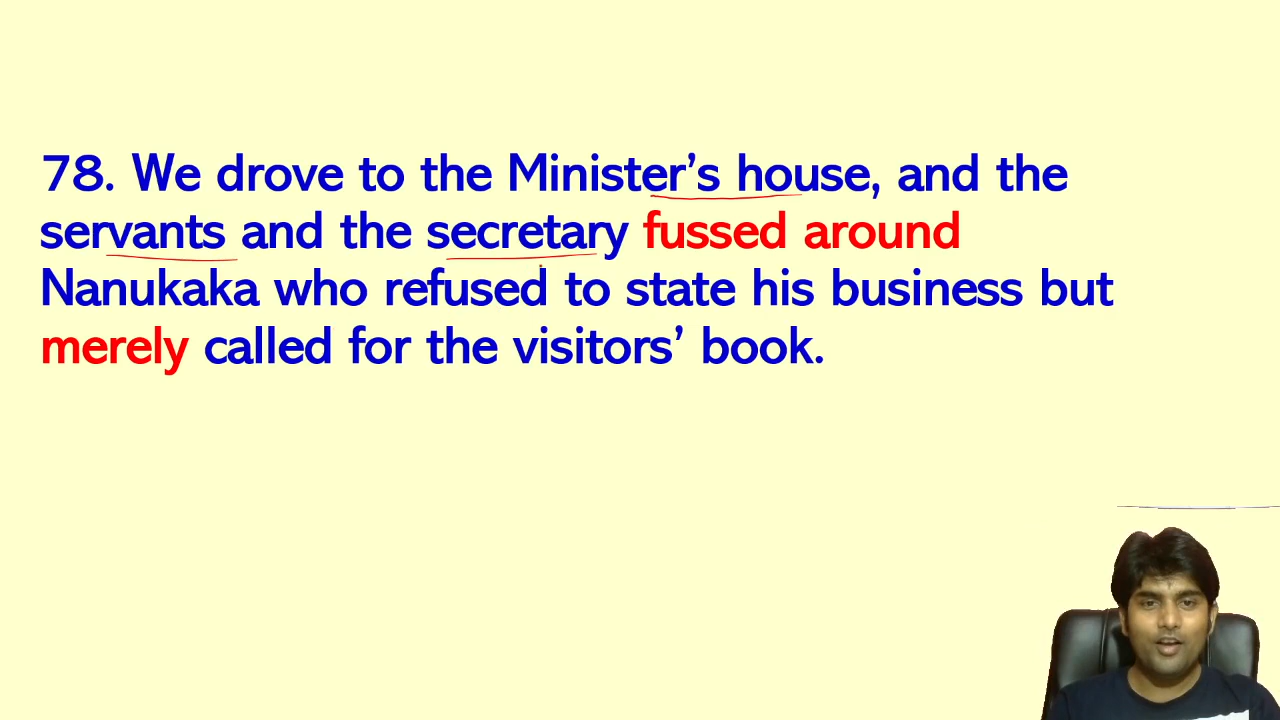 78. We drove to the Minister’s house, and the
servants and the secretary fussed around
Nanukaka who refused to state his business but
merely called for the visitors’ book.